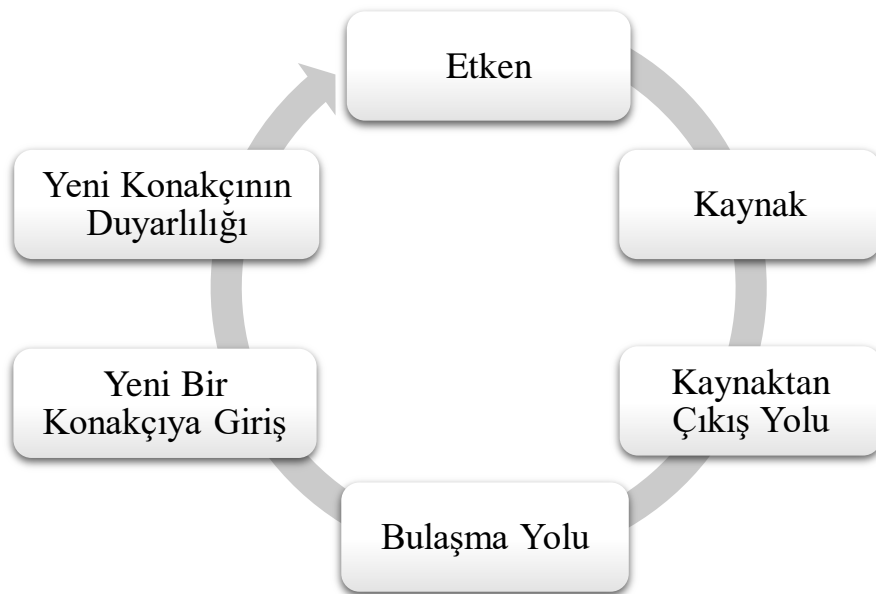 Etken
Kaynak
Kaynaktan
Çıkış Yolu
Bulaşma Yolu
Yeni Bir
Konakçıya Giriş
Yeni Konakçının
Duyarlılığı